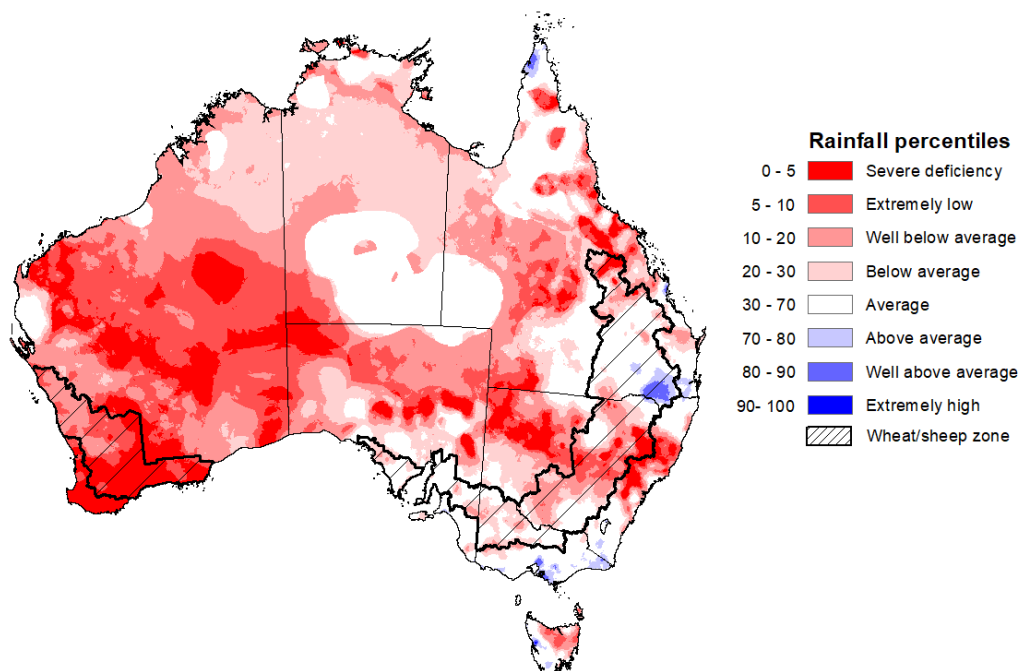 Rainfall percentiles
0 - 5 Severe deficiency
5 - 10 Extremely low
10 - 20 Well below average
20 - 30 Below average
30 - 70 Average
70 - 80 Above average
80 - 90 Well above average
90- 100 Extremely high
Wheat/sheep zone